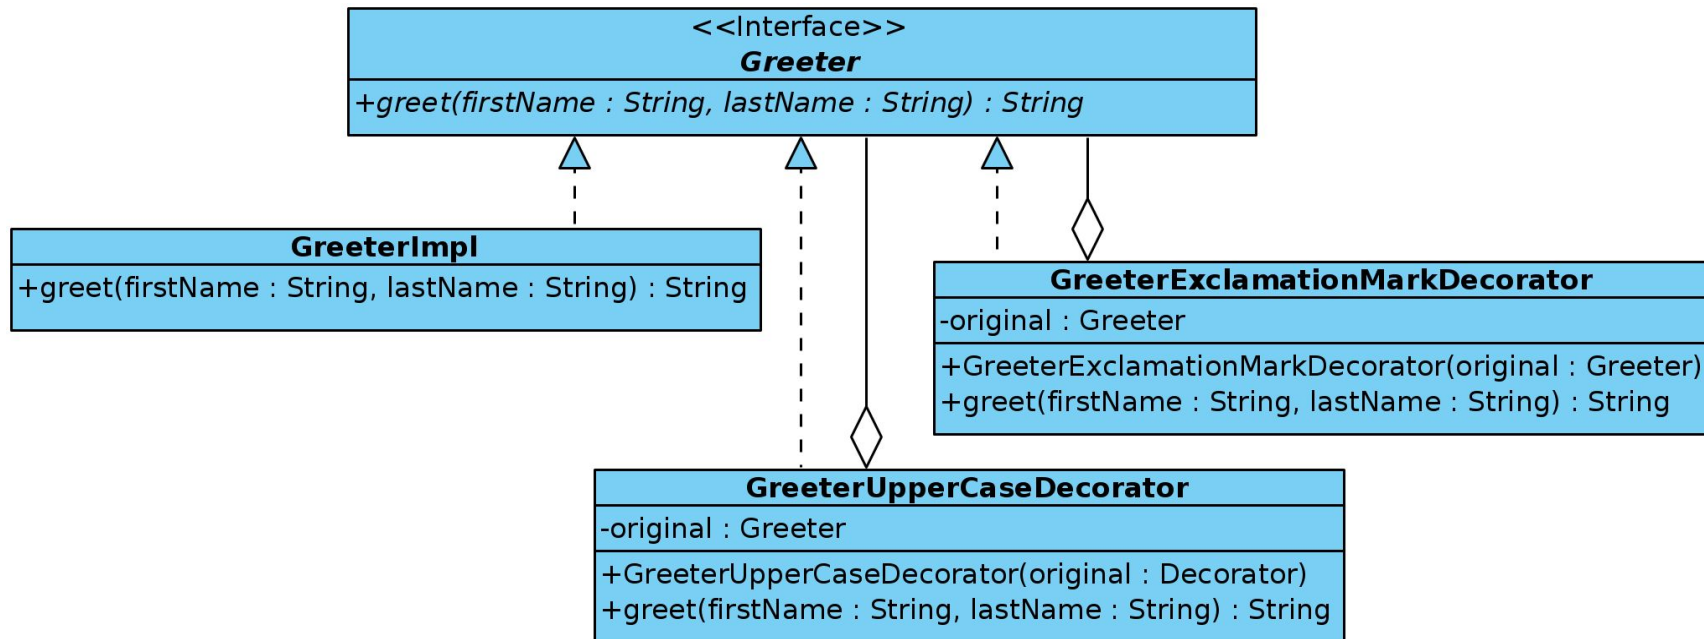 <<Interface>>
Greeter
+greet(firstName : String, lastName : String) : String
GreeterImpl
+greet(firstName : String, lastName : String) : String
GreeterExclamationMarkDecorator
-original : Greeter
+GreeterExclamationMarkDecorator(original : Greeter)
+greet(firstName : String, lastName : String) : String
GreeterUpperCaseDecorator
-original : Greeter
+GreeterUpperCaseDecorator(original : Decorator)
+greet(firstName : String, lastName : String) : String